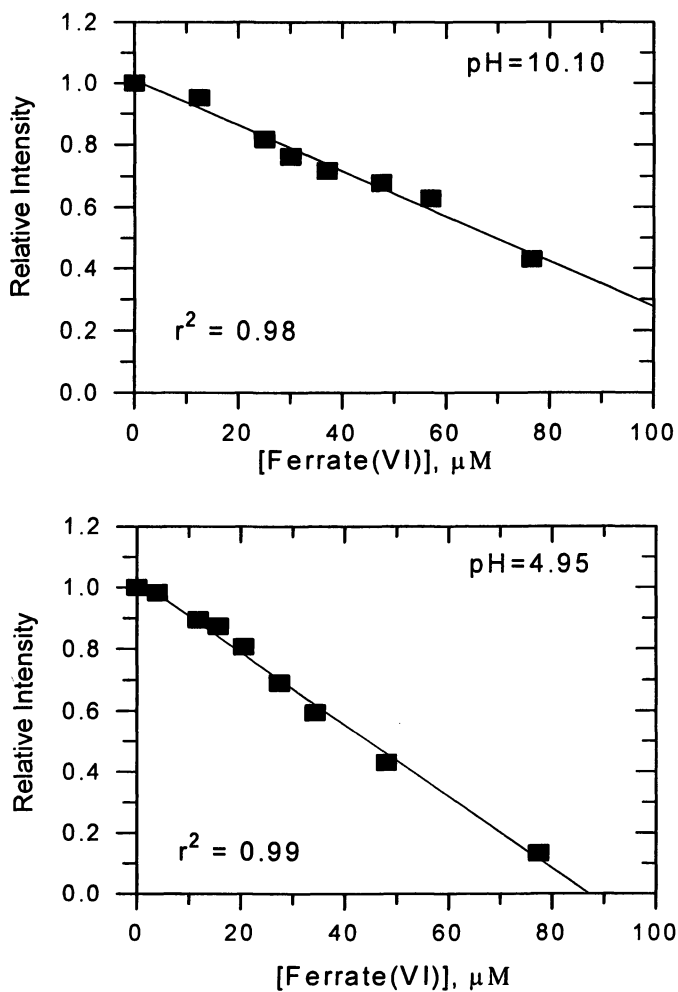 1.2
pH=10.10
1.0
0.8
0.6
0.4
0.2
0.0
Relative Intensity
r² = 0.98
0 20 40 60 80 100
[Ferrate(VI)], μM
1.2
pH=4.95
1.0
0.8
0.6
0.4
0.2
0.0
Relative Intensity
r² = 0.99
0 20 40 60 80 100
[Ferrate(VI)], μM